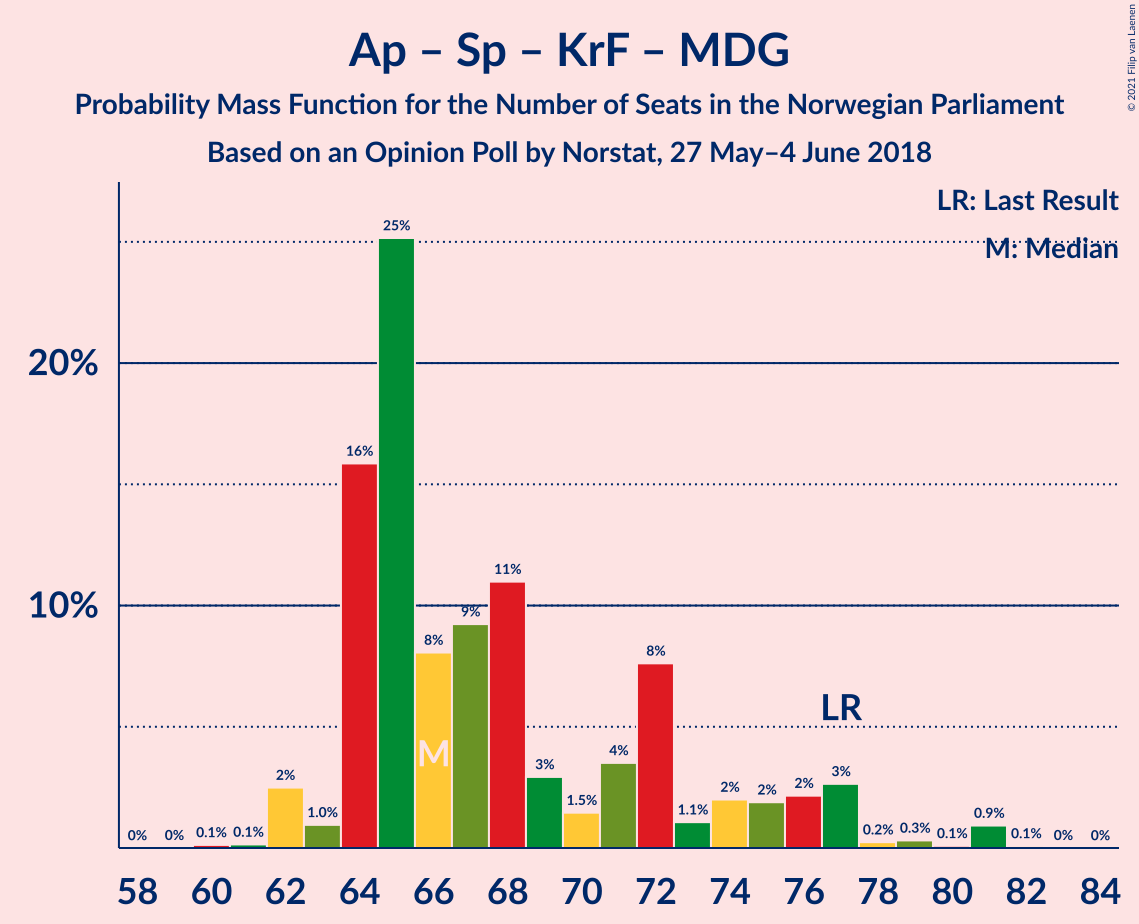 Ap – Sp – KrF – MDG
Probability Mass Function for the Number of Seats in the Norwegian Parliament
Based on an Opinion Poll by Norstat, 27 May–4 June 2018
© 2021 Filip van Laenen
LR: Last Result
M: Median
20%
10%
0% 0% 0.1% 0.1% 2% 1.0% 16% 25% 8% 9% 11% 3% 1.5% 4% 8% 1.1% 2% 2% 2% 3% 0.2% 0.3% 0.1% 0.9% 0.1% 0% 0%
M
LR
58 60 62 64 66 68 70 72 74 76 78 80 82 84